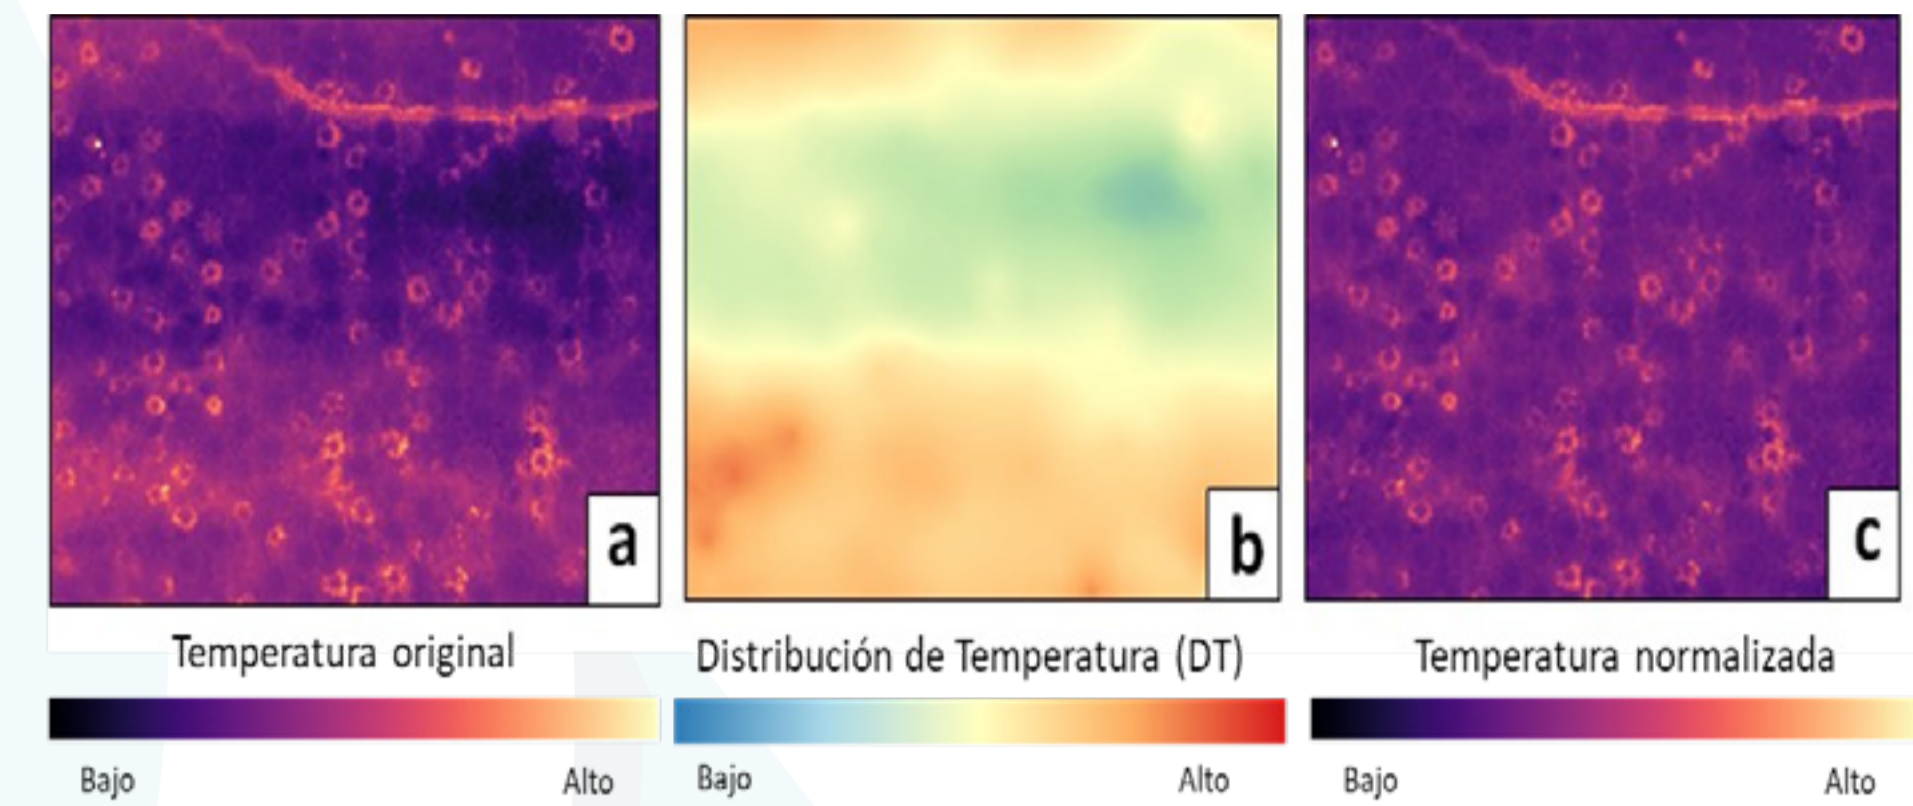 a
b
c
Temperatura original
Distribución de Temperatura (DT)
Temperatura normalizada
Bajo
Alto
Bajo
Alto
Bajo
Alto